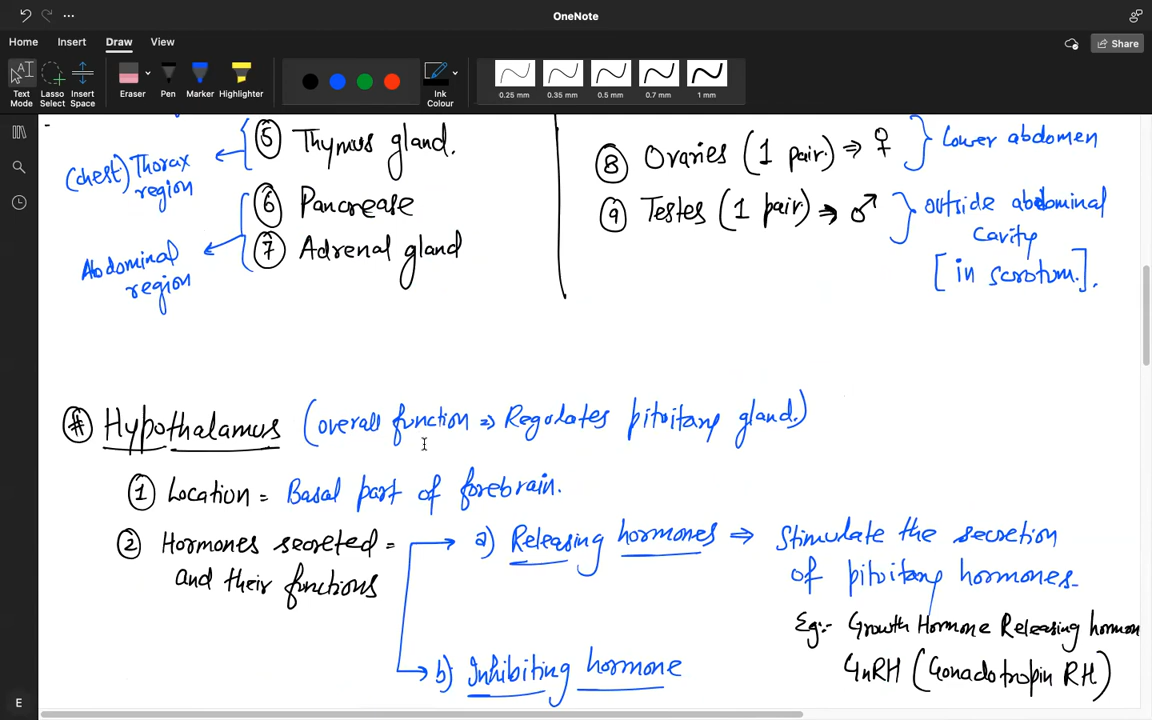 OneNote
Home Insert Draw View
Share
Text Mode
Lasso Select
Insert Space
Eraser
Pen
Marker
Highlighter
Ink Colour
0.25 mm
0.35 mm
0.5 mm
0.7 mm
1 mm
(chest) Thorax region
⑤ Thymus gland.
⑥ Pancrease
⑦ Adrenal gland
Abdominal region
⑧ Ovaries (1 pair.) ⇒ ♀ } lower abdomen
⑨ Testes (1 pair) ⇒ ♂ } outside abdominal
cavity
[in scrotum.].
# Hypothalamus (overall function ⇒ Regulates pituitary gland.)
① Location = Basal part of forebrain.
② Hormones secreted =
and their functions
a) Releasing hormones ⇒ Stimulate the secretion
of pituitary hormones.
Eg:- Growth Hormone Releasing hormon
GnRH (Gonadotropin RH)
b) Inhibiting hormone
E